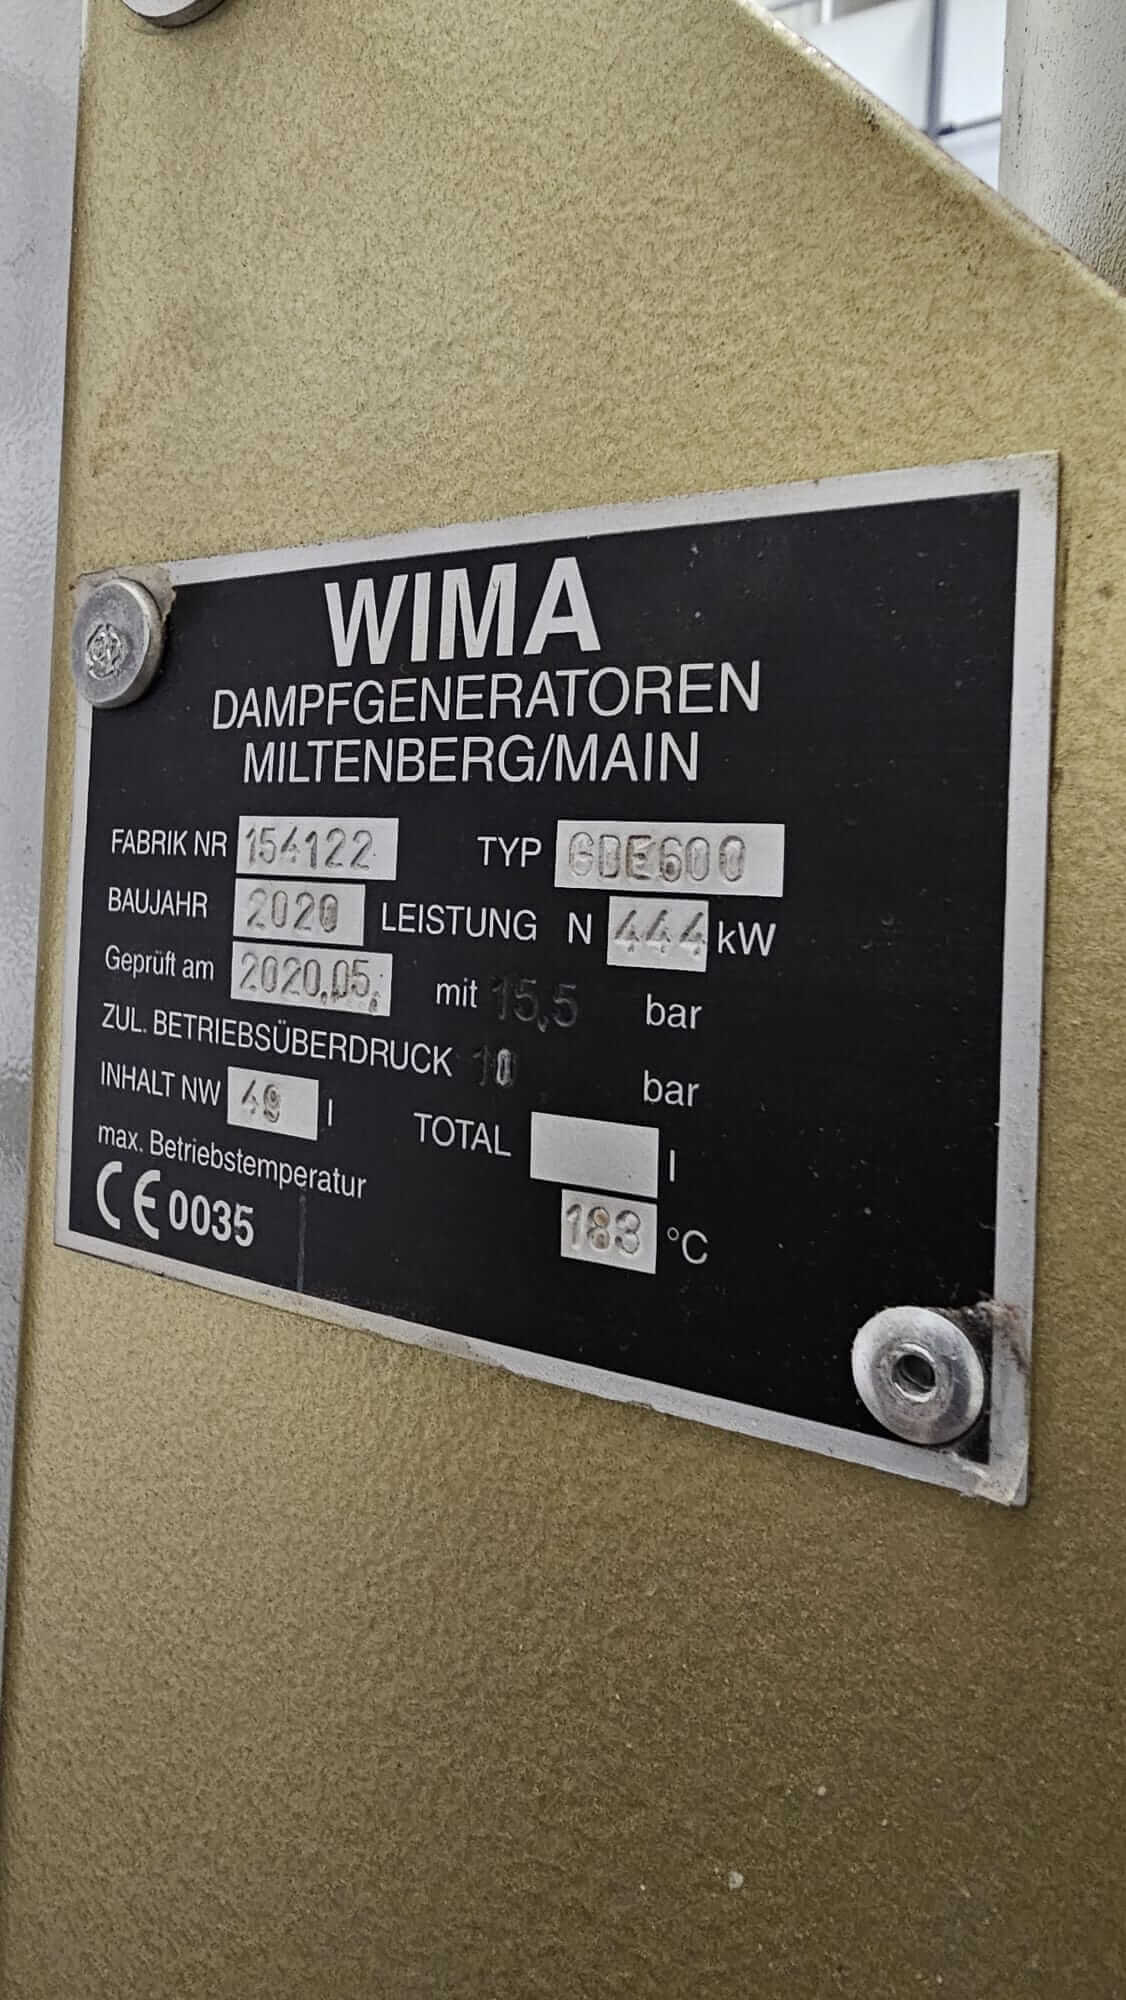 WIMA
DAMPFGENERATOREN
MILTENBERG/MAIN
FABRIK NR 154122 TYP GDE600
BAUJAHR 2020 LEISTUNG N 444 kW
Geprüft am 2020.05. mit 15,5 bar
ZUL. BETRIEBSÜBERDRUCK 10 bar
INHALT NW 49 l TOTAL l
max. Betriebstemperatur 183 °C
CE 0035